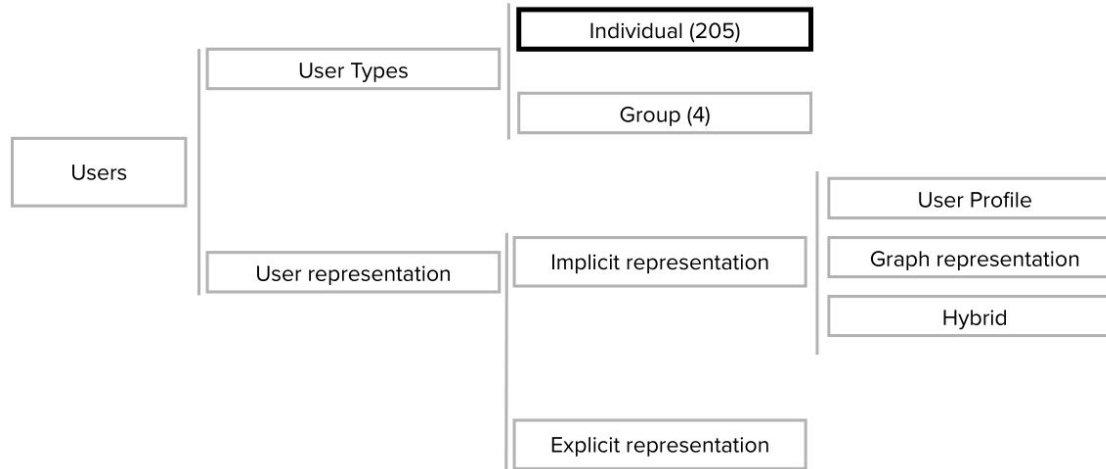 Individual (205)
User Types
Group (4)
Users
User Profile
User representation
Implicit representation
Graph representation
Hybrid
Explicit representation